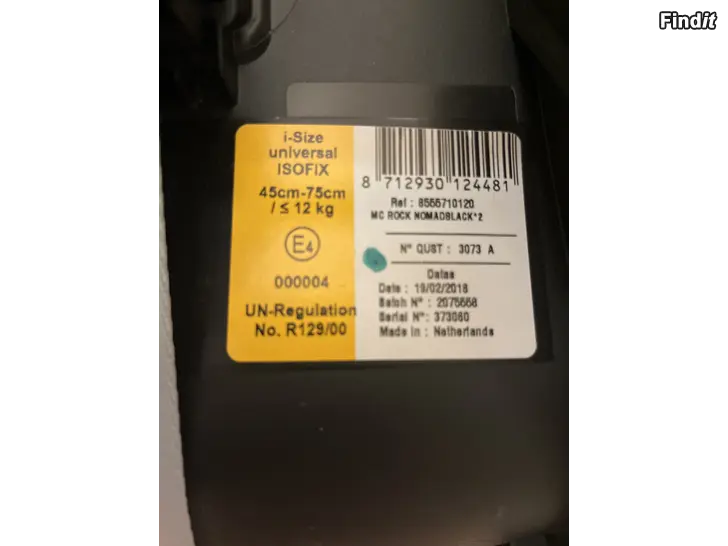 Findit
i-Size
universal
ISOFIX
45cm-75cm
/ ≤ 12 kg
E4
000004
UN-Regulation
No. R129/00
8 712930 124481
Ref : 8555710120
MC ROCK NOMADBLACK*2
N° QUST : 3073 A
Datas
Date : 19/02/2018
Batch N° : 2075558
Serial N° : 373060
Made in : Netherlands